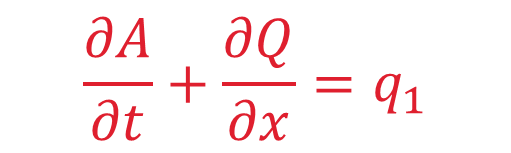 ∂A/∂t + ∂Q/∂x = q₁